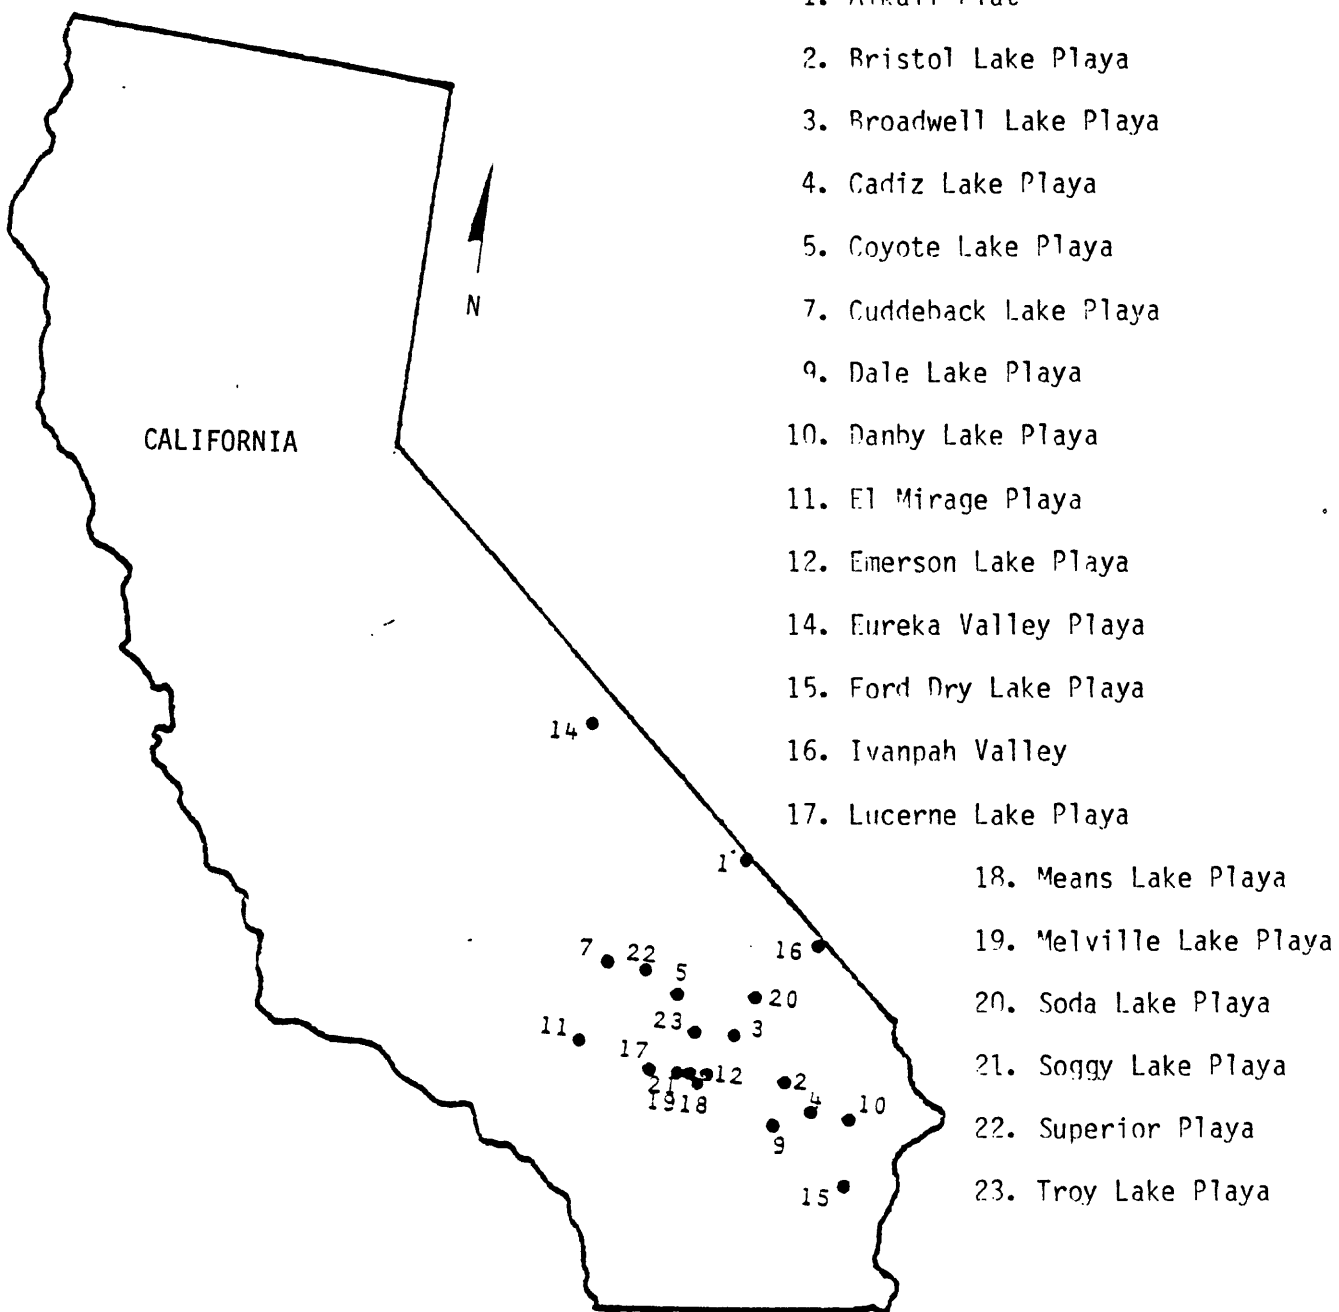 2. Bristol Lake Playa
3. Broadwell Lake Playa
4. Cadiz Lake Playa
5. Coyote Lake Playa
7. Cuddeback Lake Playa
9. Dale Lake Playa
10. Danby Lake Playa
11. El Mirage Playa
12. Emerson Lake Playa
14. Eureka Valley Playa
15. Ford Dry Lake Playa
16. Ivanpah Valley
17. Lucerne Lake Playa
18. Means Lake Playa
19. Melville Lake Playa
20. Soda Lake Playa
21. Soggy Lake Playa
22. Superior Playa
23. Troy Lake Playa
N
CALIFORNIA
14
1
16
7
22
5
20
23
3
11
17
12
21
2
19
18
4
10
9
15